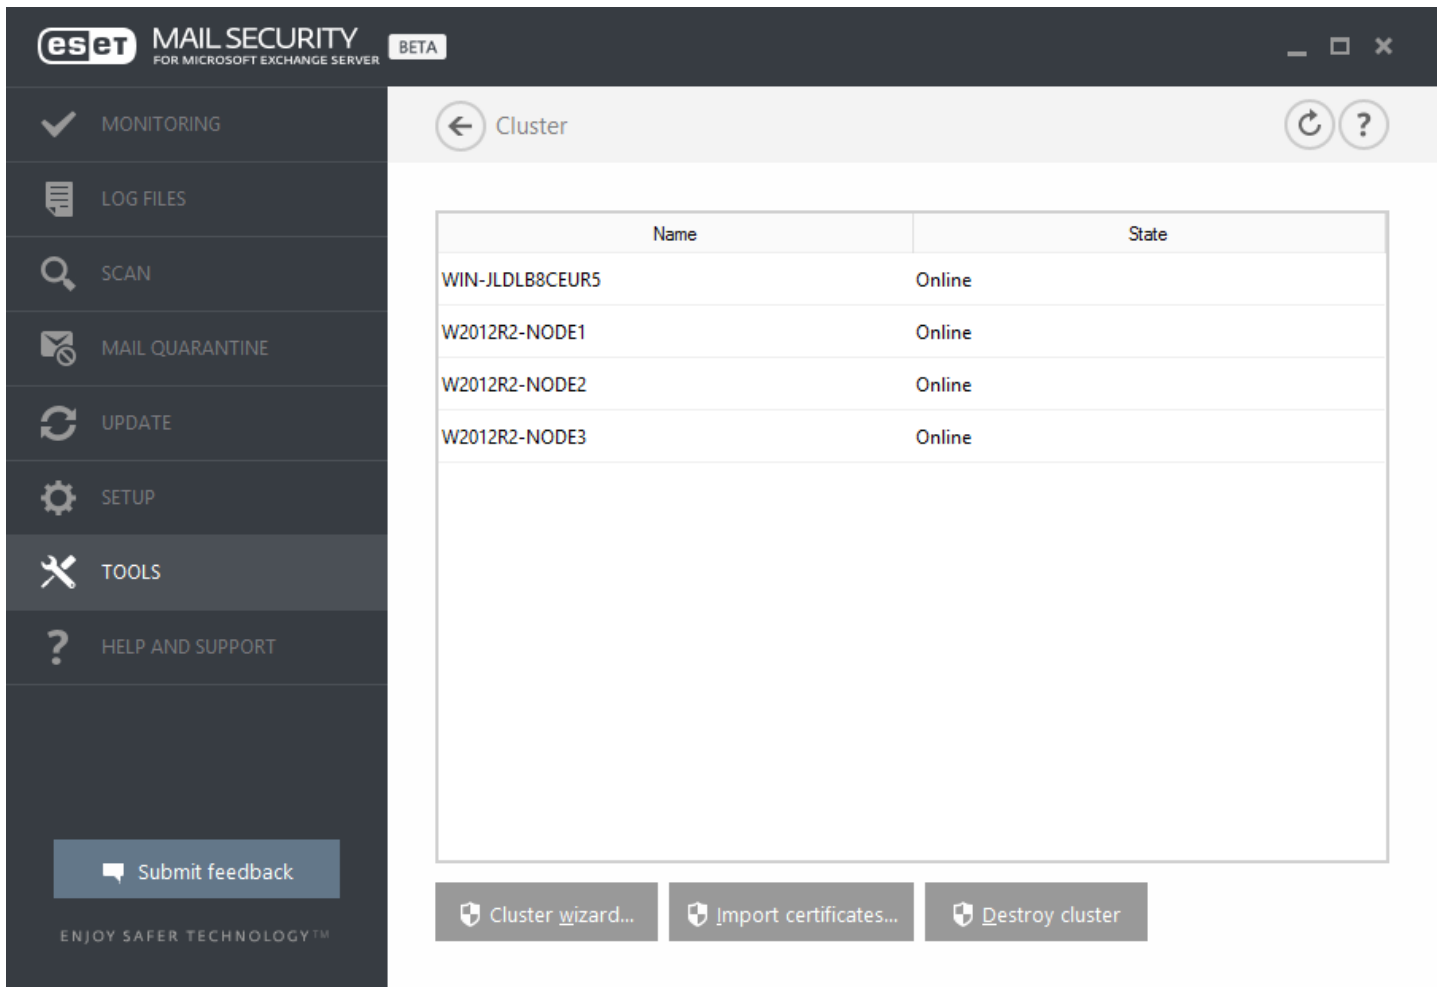 eset MAIL SECURITY BETA
FOR MICROSOFT EXCHANGE SERVER
MONITORING
LOG FILES
SCAN
MAIL QUARANTINE
UPDATE
SETUP
TOOLS
? HELP AND SUPPORT
Submit feedback
ENJOY SAFER TECHNOLOGY™
Cluster ?
Name State
WIN-JLDLB8CEUR5 Online
W2012R2-NODE1 Online
W2012R2-NODE2 Online
W2012R2-NODE3 Online
Cluster wizard... Import certificates... Destroy cluster